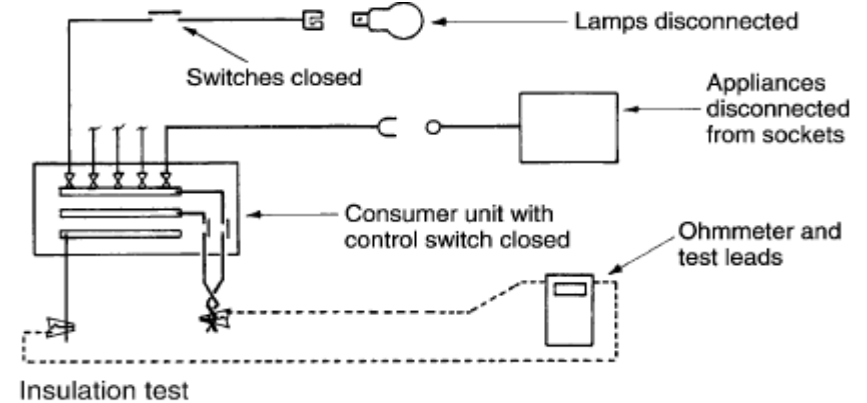 Lamps disconnected
Switches closed
Appliances
disconnected
from sockets
Consumer unit with
control switch closed
Ohmmeter and
test leads
Insulation test